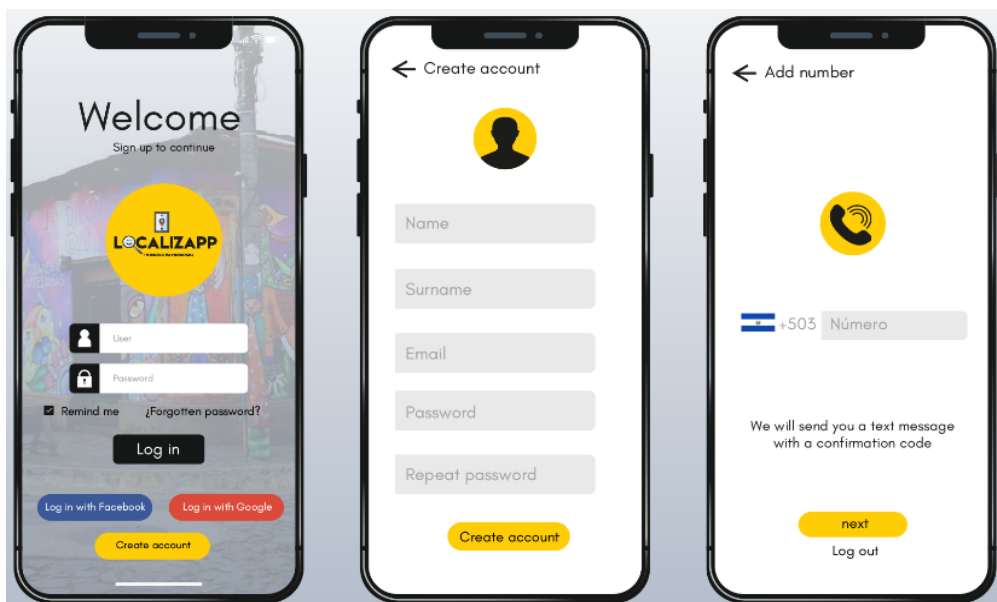 Welcome
Sign up to continue
LOCALIZAPP
User
Password
Remind me
¿Forgotten password?
Log in
Log in with Facebook
Log in with Google
Create account
Create account
Name
Surname
Email
Password
Repeat password
Create account
Add number
+503
Número
We will send you a text message
with a confirmation code
next
Log out